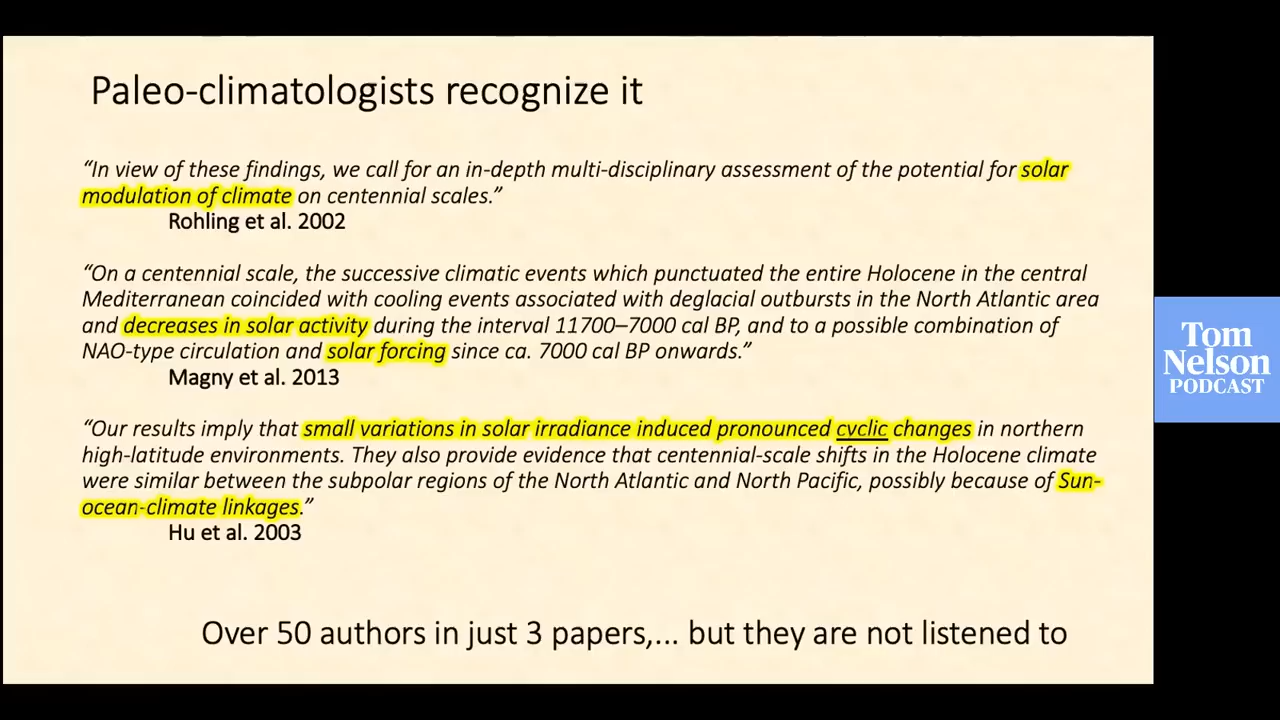 Paleo-climatologists recognize it
“In view of these findings, we call for an in-depth multi-disciplinary assessment of the potential for solar
modulation of climate on centennial scales.”
Rohling et al. 2002
“On a centennial scale, the successive climatic events which punctuated the entire Holocene in the central
Mediterranean coincided with cooling events associated with deglacial outbursts in the North Atlantic area
and decreases in solar activity during the interval 11700–7000 cal BP, and to a possible combination of
NAO-type circulation and solar forcing since ca. 7000 cal BP onwards.”
Magny et al. 2013
“Our results imply that small variations in solar irradiance induced pronounced cyclic changes in northern
high-latitude environments. They also provide evidence that centennial-scale shifts in the Holocene climate
were similar between the subpolar regions of the North Atlantic and North Pacific, possibly because of Sun-
ocean-climate linkages.”
Hu et al. 2003
Over 50 authors in just 3 papers,... but they are not listened to
Tom
Nelson
PODCAST